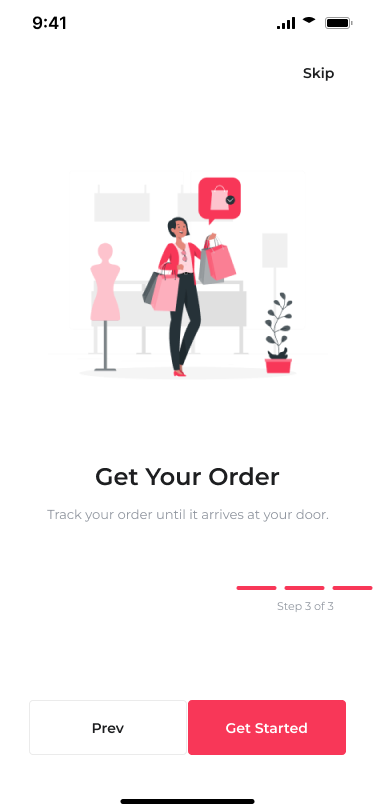 9:41
Skip
Get Your Order
Track your order until it arrives at your door.
Step 3 of 3
Prev
Get Started